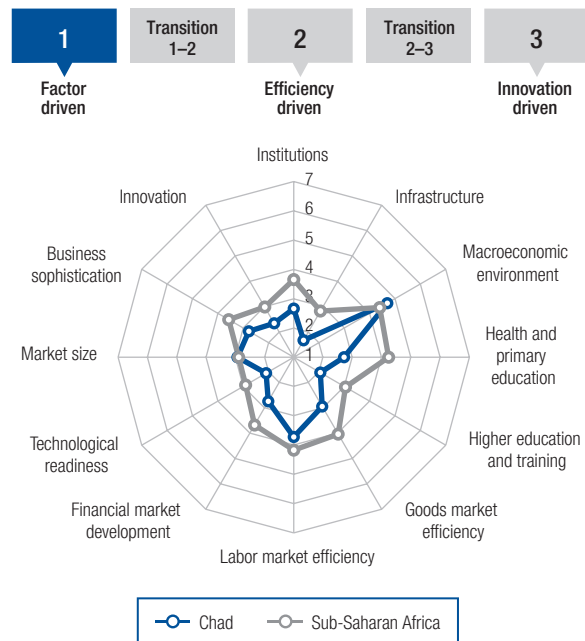 1
Transition
1–2
2
Transition
2–3
3
Factor
driven
Efficiency
driven
Innovation
driven
Institutions
7
6
5
4
3
2
1
Infrastructure
Macroeconomic
environment
Health and
primary
education
Higher education
and training
Goods market
efficiency
Labor market efficiency
Financial market
development
Technological
readiness
Market size
Business
sophistication
Innovation
Chad
Sub-Saharan Africa